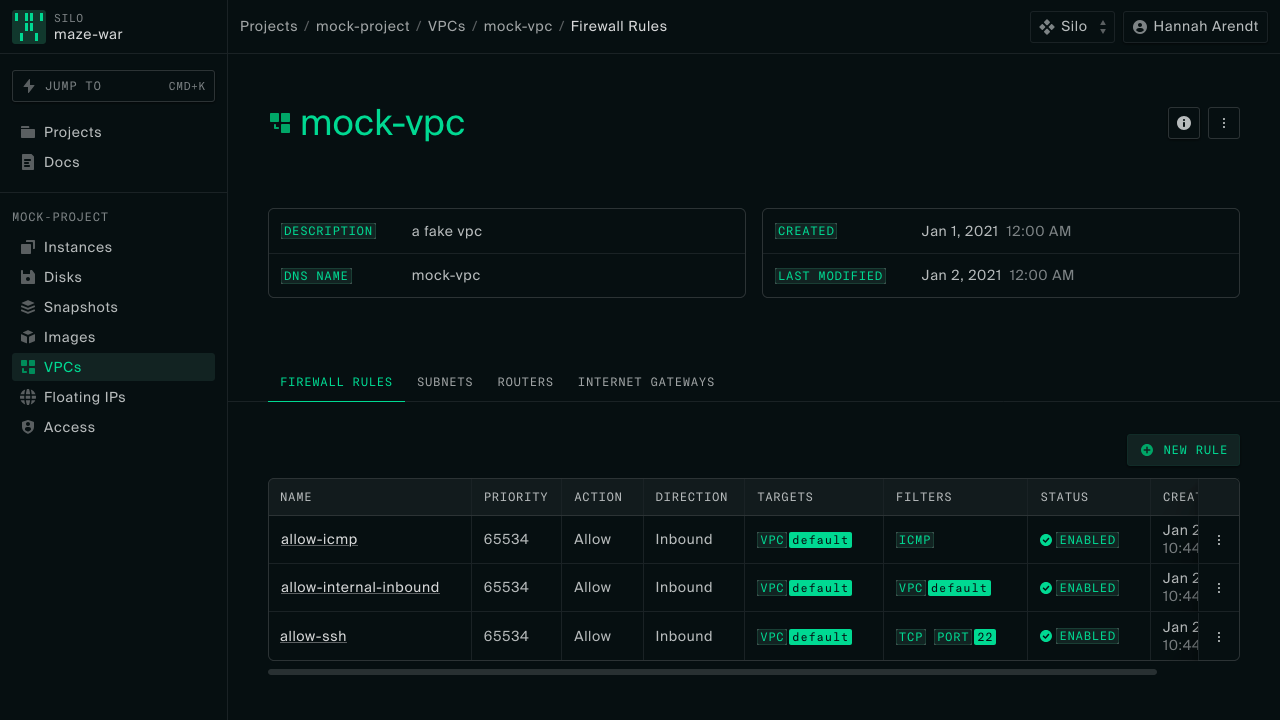 SILO
maze-war
Projects / mock-project / VPCs / mock-vpc / Firewall Rules
Silo
Hannah Arendt
JUMP TO CMD+K
Projects
Docs
MOCK-PROJECT
Instances
Disks
Snapshots
Images
VPCs
Floating IPs
Access
mock-vpc
DESCRIPTION a fake vpc
DNS NAME mock-vpc
CREATED Jan 1, 2021 12:00 AM
LAST MODIFIED Jan 2, 2021 12:00 AM
FIREWALL RULES SUBNETS ROUTERS INTERNET GATEWAYS
NEW RULE
NAME PRIORITY ACTION DIRECTION TARGETS FILTERS STATUS
allow-icmp 65534 Allow Inbound VPC default ICMP ENABLED Jan 2 10:44
allow-internal-inbound 65534 Allow Inbound VPC default VPC default ENABLED Jan 2 10:44
allow-ssh 65534 Allow Inbound VPC default TCP PORT 22 ENABLED Jan 2 10:44